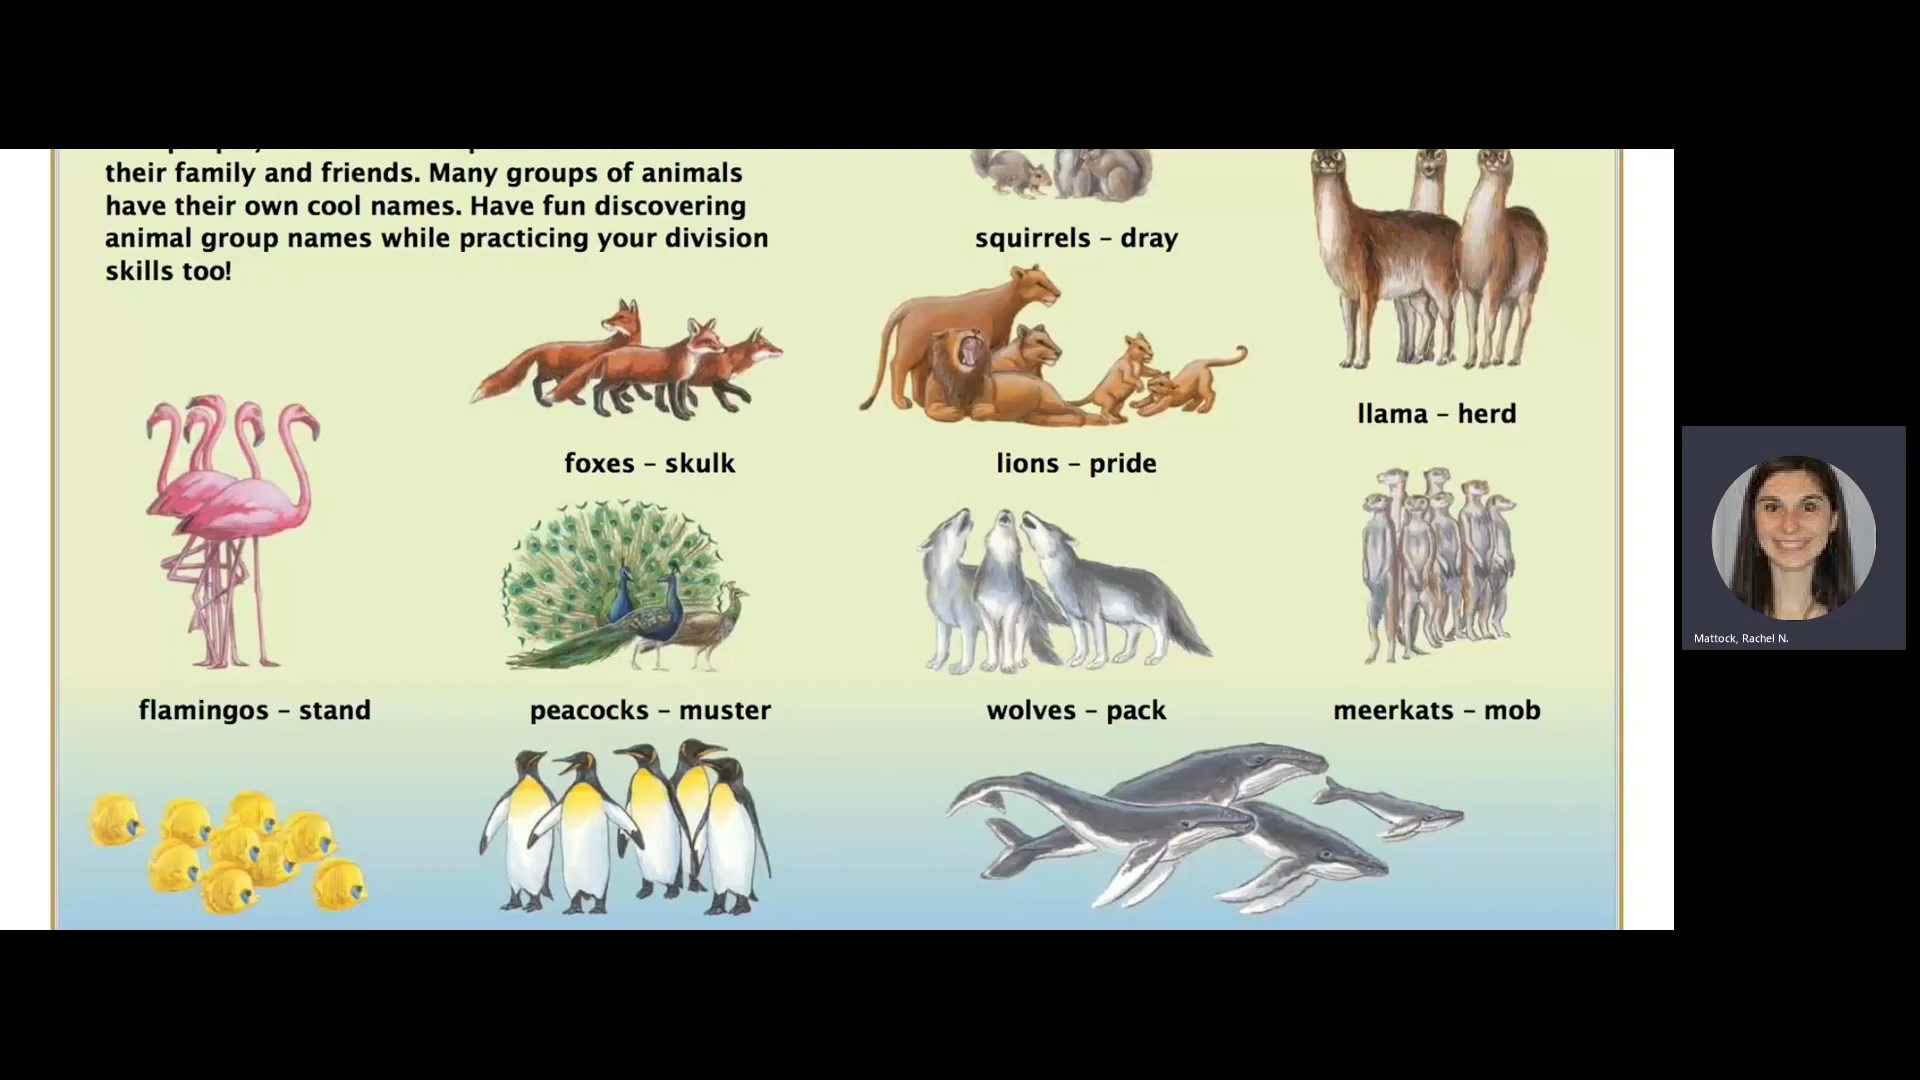 their family and friends. Many groups of animals
have their own cool names. Have fun discovering
animal group names while practicing your division
skills too!
squirrels – dray
llama – herd
foxes – skulk
lions – pride
flamingos – stand
peacocks – muster
wolves – pack
meerkats – mob
Mattock, Rachel N.